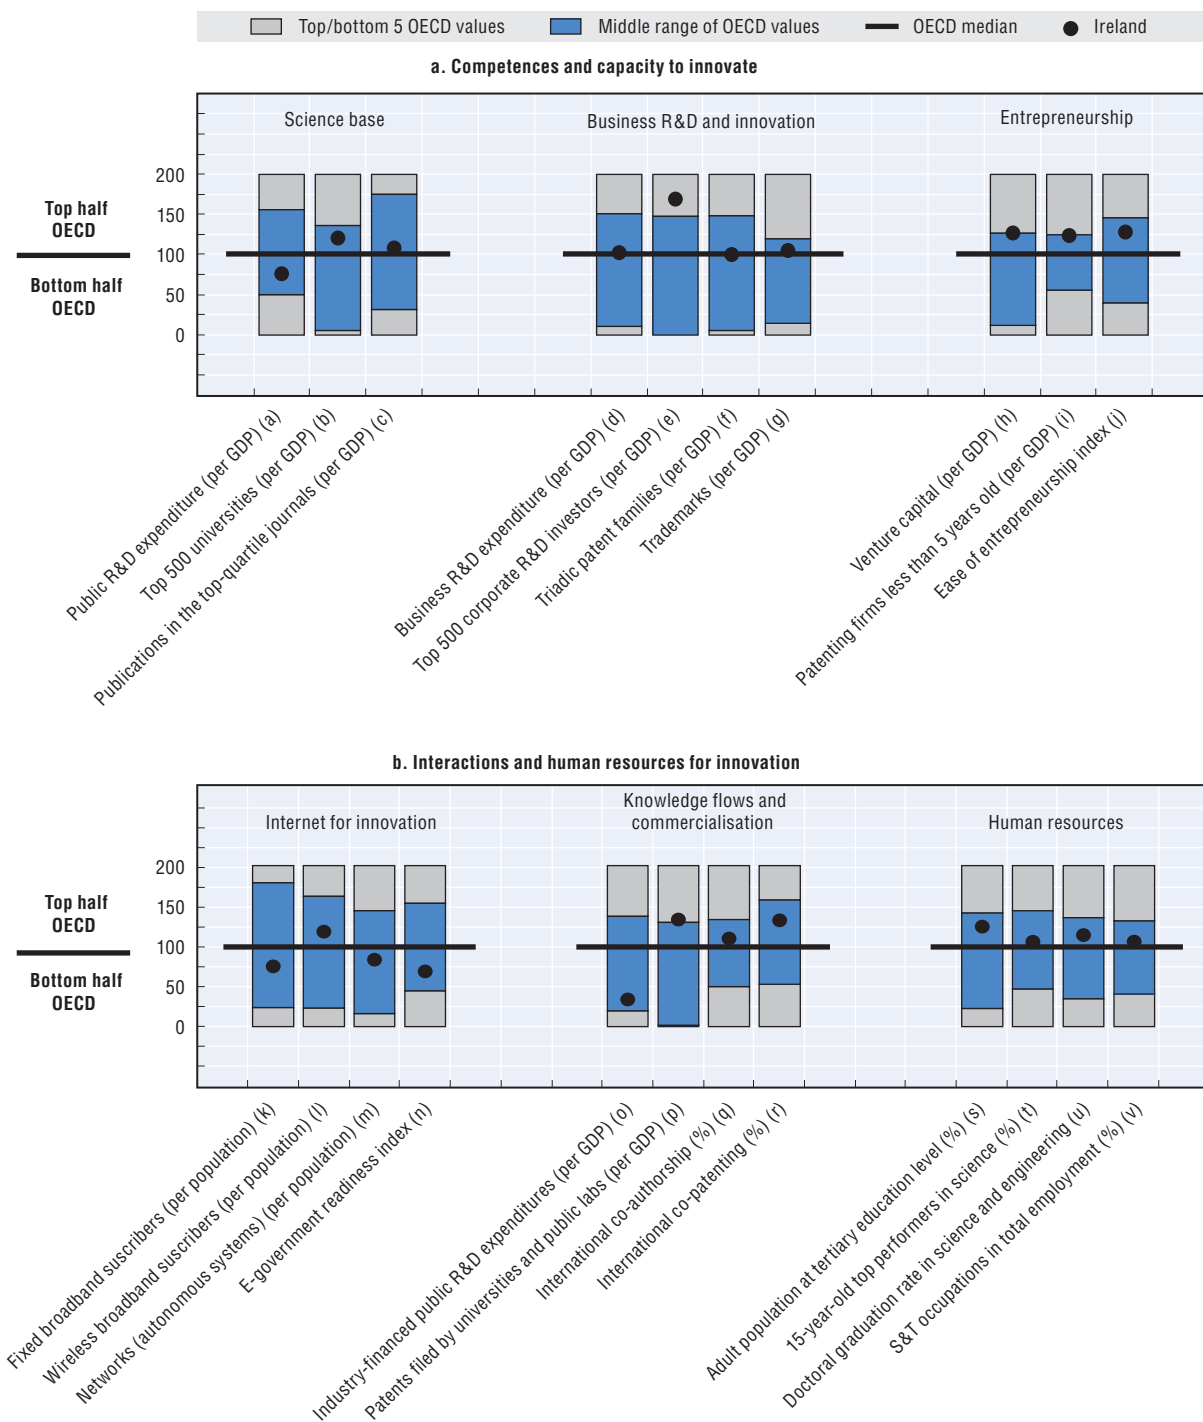 Top/bottom 5 OECD values Middle range of OECD values OECD median Ireland
a. Competences and capacity to innovate
Science base Business R&D and innovation Entrepreneurship
200
150
100
50
0
Top half
OECD
Bottom half
OECD
Public R&D expenditure (per GDP) (a)
Top 500 universities (per GDP) (b)
Publications in the top-quartile journals (per GDP) (c)
Business R&D expenditure (per GDP) (d)
Top 500 corporate R&D investors (per GDP) (e)
Triadic patent families (per GDP) (f)
Trademarks (per GDP) (g)
Venture capital (per GDP) (h)
Patenting firms less than 5 years old (per GDP) (i)
Ease of entrepreneurship index (j)
b. Interactions and human resources for innovation
Internet for innovation
Knowledge flows and
commercialisation
Human resources
200
150
100
50
0
Top half
OECD
Bottom half
OECD
Fixed broadband suscribers (per population) (k)
Wireless broadband suscribers (per population) (l)
Networks (autonomous systems) (per population) (m)
E-government readiness index (n)
Industry-financed public R&D expenditures (per GDP) (o)
Patents filed by universities and public labs (per GDP) (p)
International co-authorship (%) (q)
International co-patenting (%) (r)
Adult population at tertiary education level (%) (s)
15-year-old top performers in science (%) (t)
Doctoral graduation rate in science and engineering (u)
S&T occupations in total employment (%) (v)